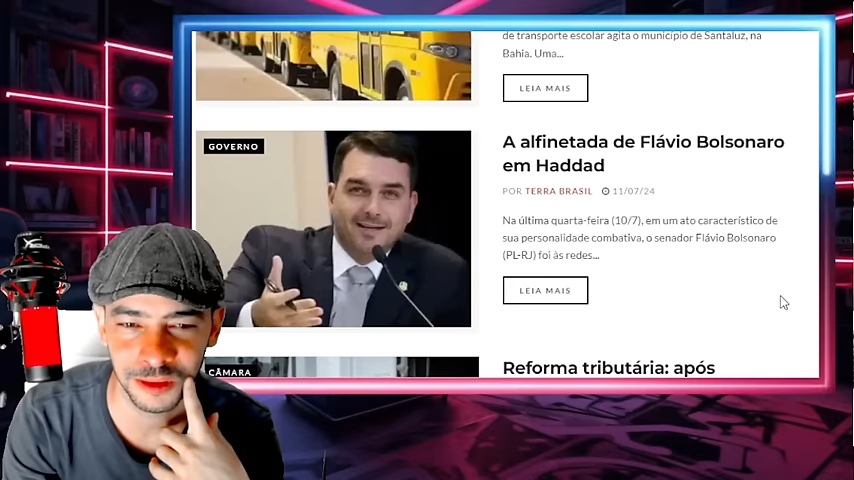 de transporte escolar agita o município de Santaluz, na
Bahia. Uma...
LEIA MAIS
GOVERNO
A alfinetada de Flávio Bolsonaro
em Haddad
POR TERRA BRASIL 11/07/24
Na última quarta-feira (10/7), em um ato característico de
sua personalidade combativa, o senador Flávio Bolsonaro
(PL-RJ) foi às redes...
LEIA MAIS
CÂMARA
Reforma tributária: após